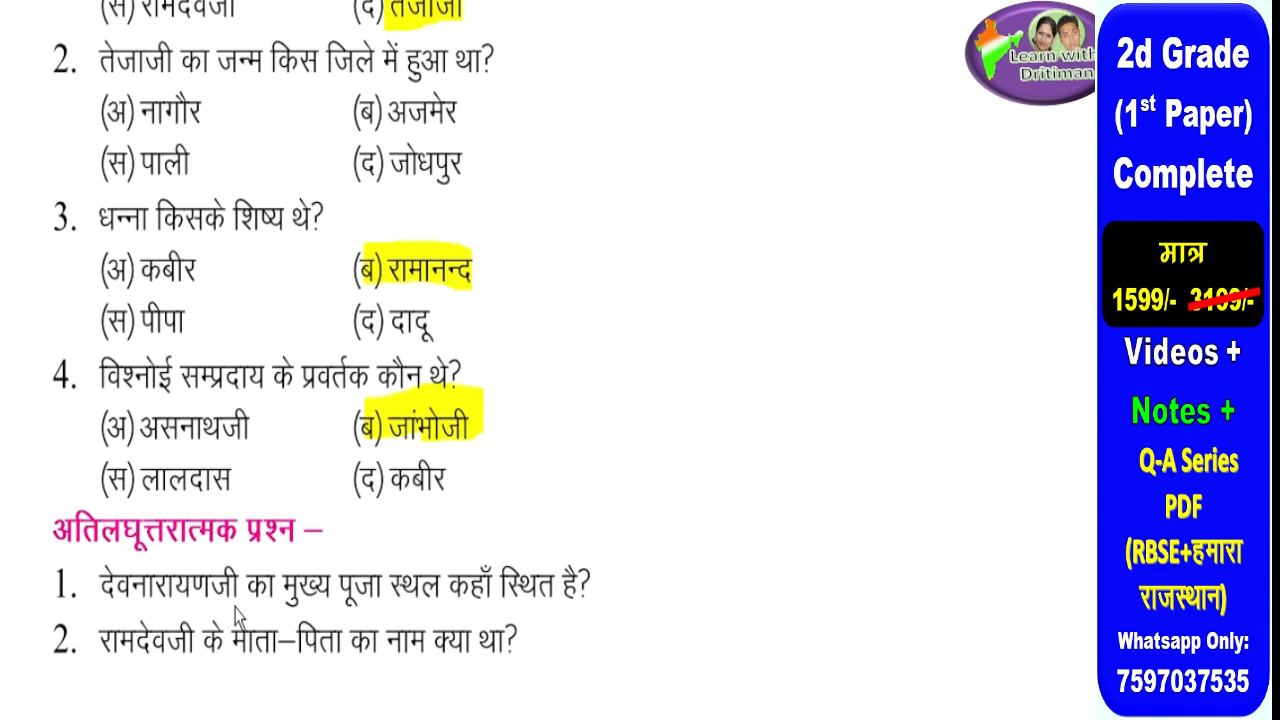 (स) रामदेवजी (द) तेजाजी
2. तेजाजी का जन्म किस जिले में हुआ था?
(अ) नागौर (ब) अजमेर
(स) पाली (द) जोधपुर
3. धन्ना किसके शिष्य थे?
(अ) कबीर (ब) रामानन्द
(स) पीपा (द) दादू
4. विश्नोई सम्प्रदाय के प्रवर्तक कौन थे?
(अ) असनाथजी (ब) जांभोजी
(स) लालदास (द) कबीर
अतिलघूत्तरात्मक प्रश्न –
1. देवनारायणजी का मुख्य पूजा स्थल कहाँ स्थित है?
2. रामदेवजी के माता–पिता का नाम क्या था?
Learn with
Dritiman
2d Grade
(1st Paper)
Complete
मात्र
1599/- 3199/-
Videos +
Notes +
Q-A Series
PDF
(RBSE+हमारा
राजस्थान)
Whatsapp Only:
7597037535